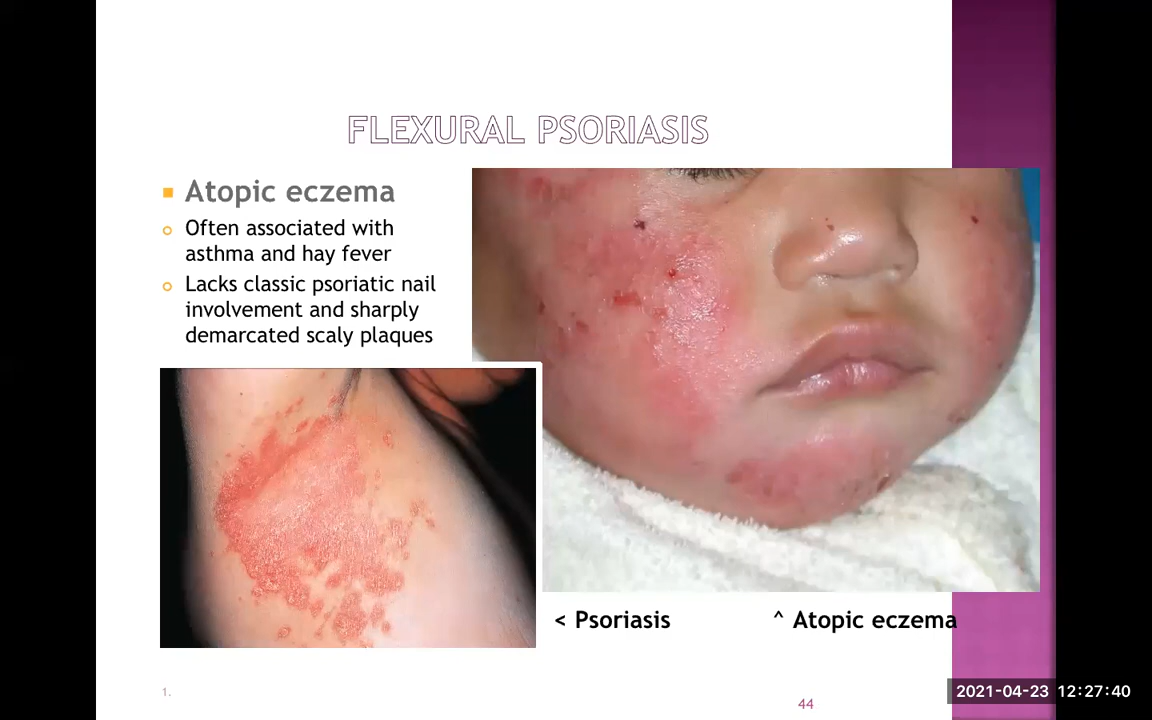 FLEXURAL PSORIASIS
Atopic eczema
Often associated with
asthma and hay fever
Lacks classic psoriatic nail
involvement and sharply
demarcated scaly plaques
< Psoriasis
^ Atopic eczema
1.
44
2021-04-23 12:27:40